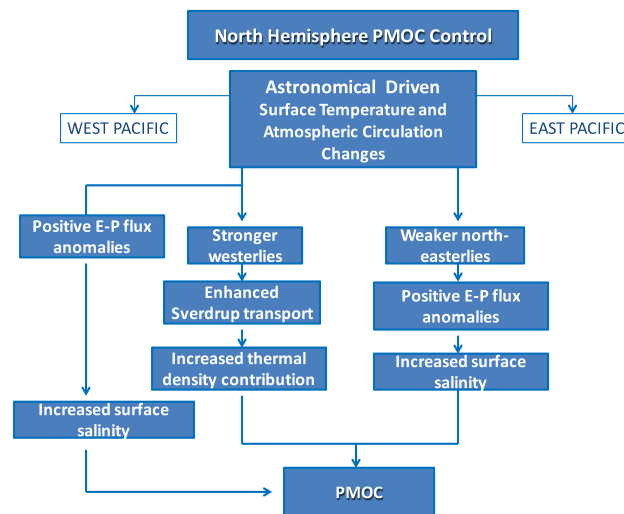 North Hemisphere PMOC Control
Astronomical Driven
Surface Temperature and
Atmospheric Circulation
Changes
WEST PACIFIC
EAST PACIFIC
Positive E-P flux
anomalies
Stronger
westerlies
Weaker north-
easterlies
Enhanced
Sverdrup transport
Positive E-P flux
anomalies
Increased thermal
density contribution
Increased surface
salinity
Increased surface
salinity
PMOC